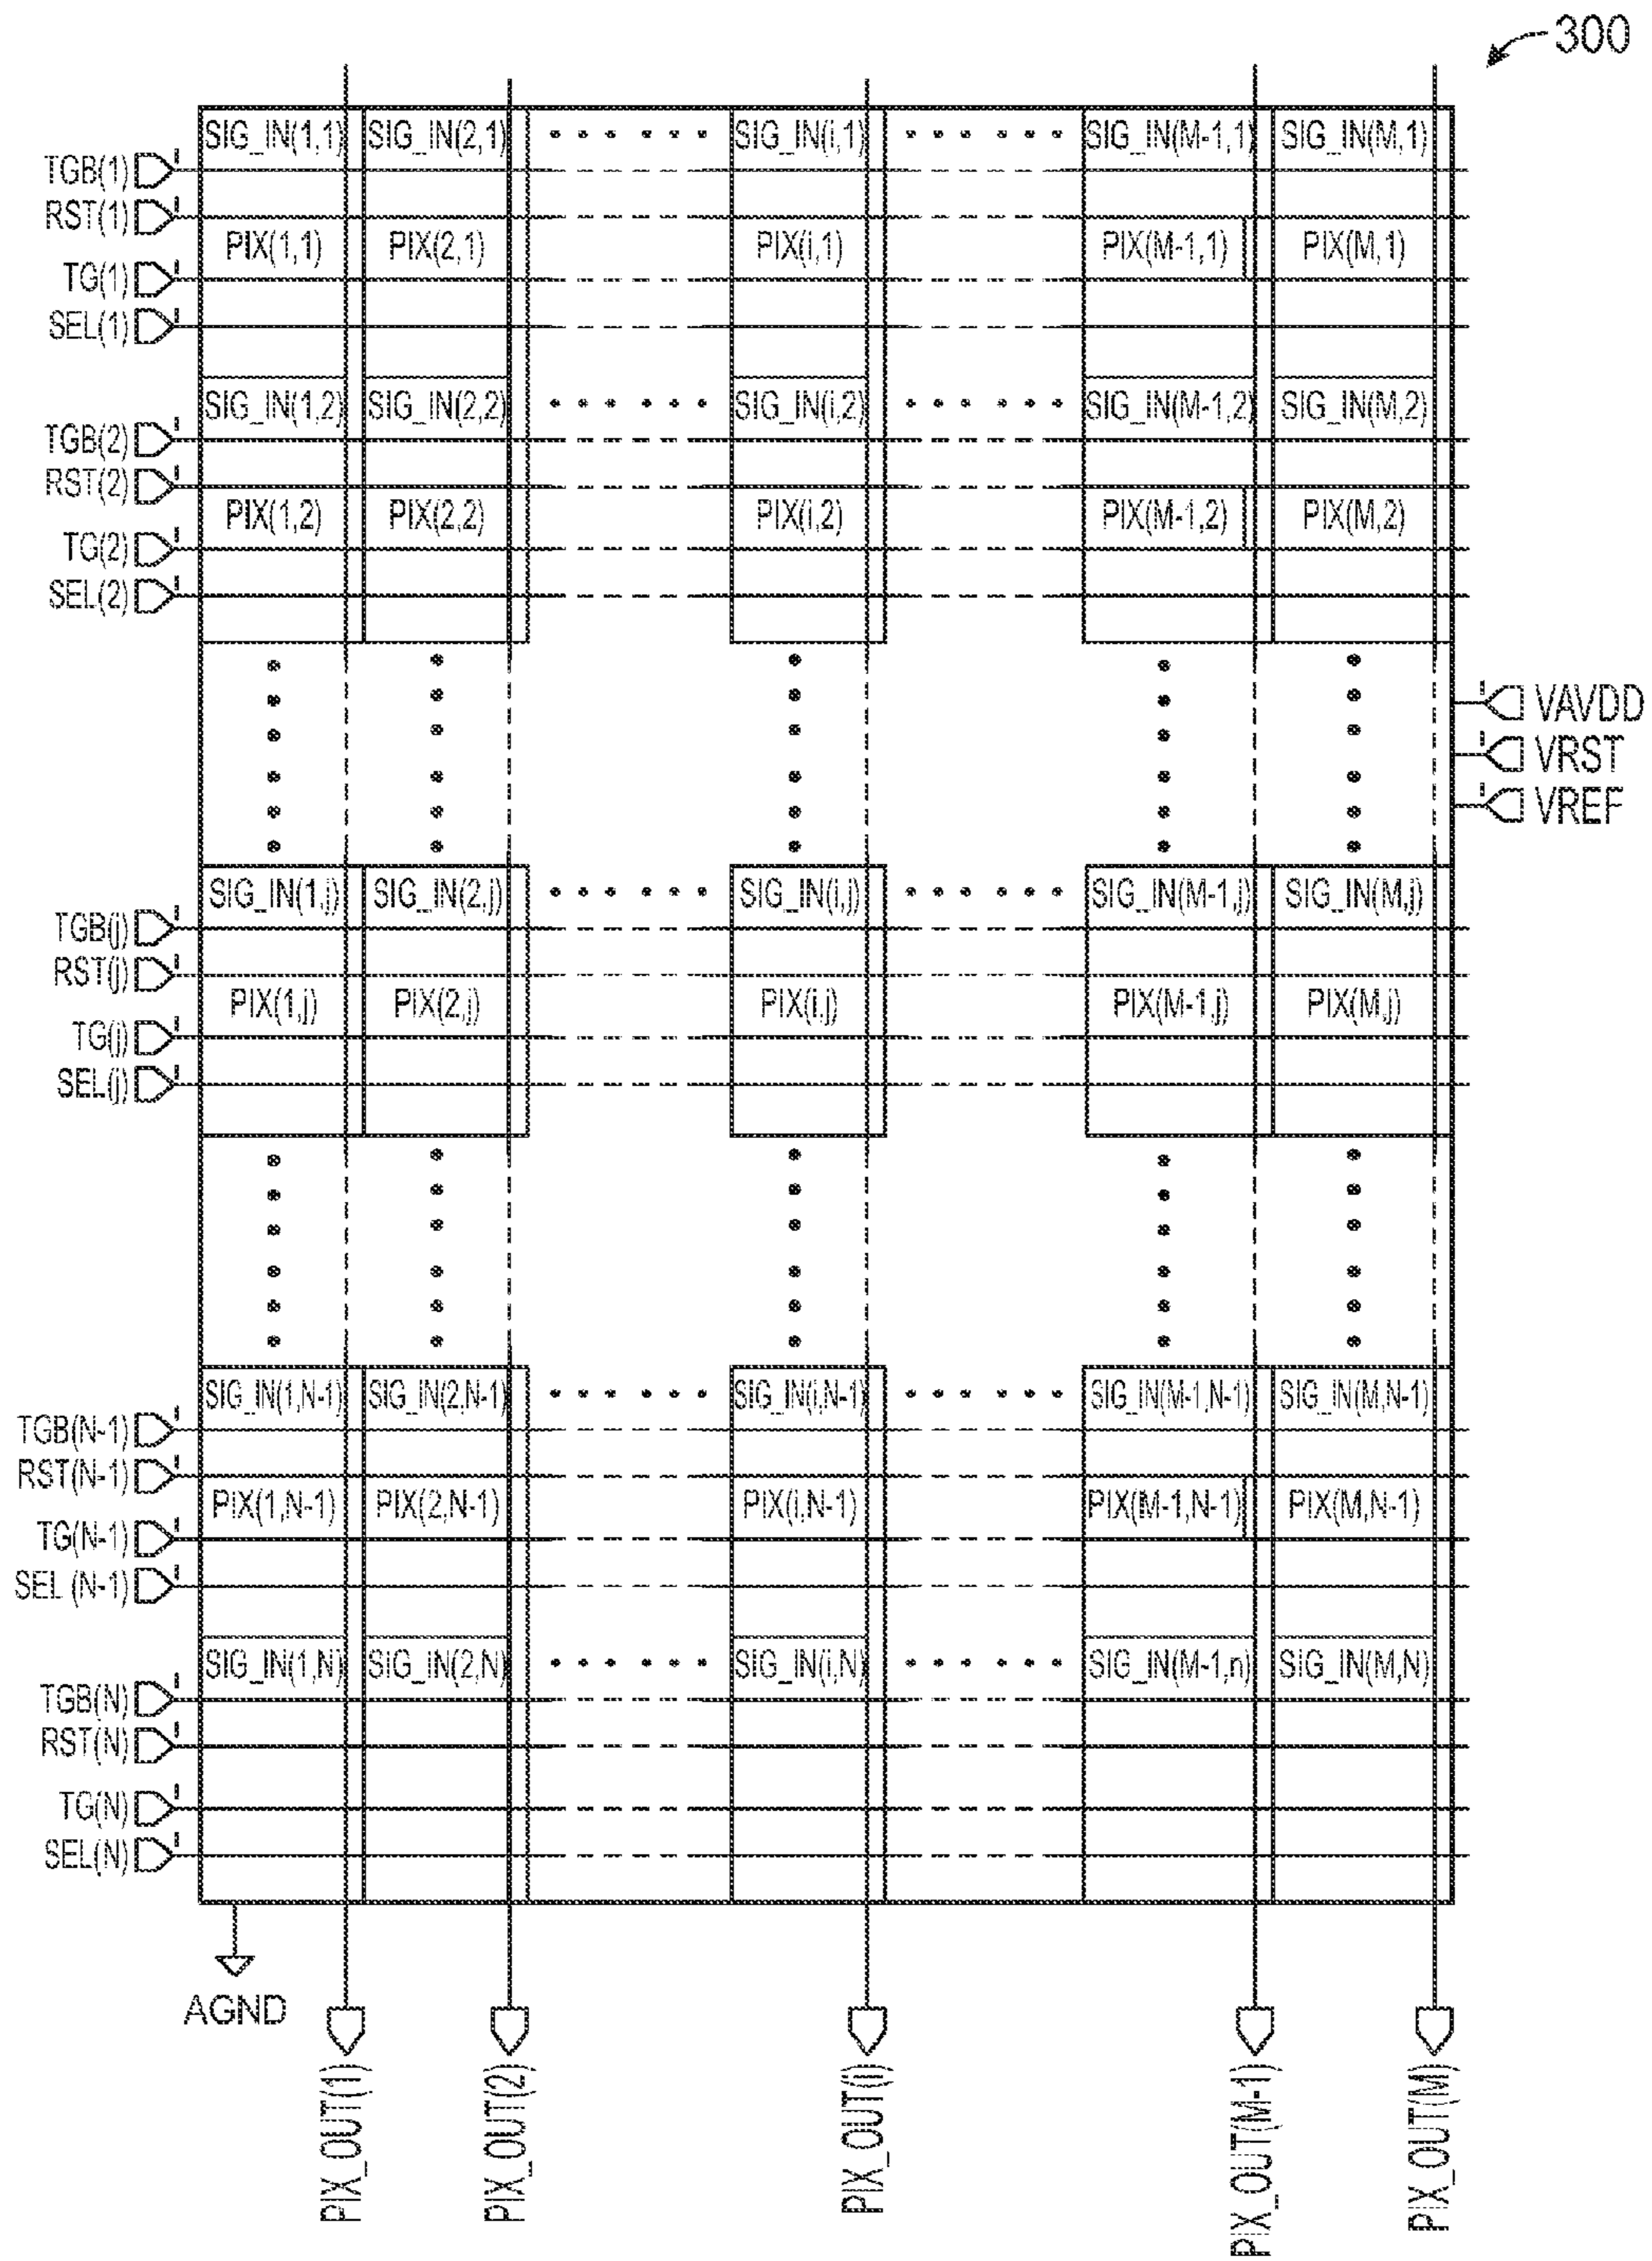 300
SIG_IN(1,1) SIG_IN(2,1) SIG_IN(i,1) SIG_IN(M-1,1) SIG_IN(M,1)
TGB(1)
RST(1)
PIX(1,1) PIX(2,1) PIX(i,1) PIX(M-1,1) PIX(M,1)
TG(1)
SEL(1)
SIG_IN(1,2) SIG_IN(2,2) SIG_IN(i,2) SIG_IN(M-1,2) SIG_IN(M,2)
TGB(2)
RST(2)
PIX(1,2) PIX(2,2) PIX(i,2) PIX(M-1,2) PIX(M,2)
TG(2)
SEL(2)
VAVDD
VRST
VREF
SIG_IN(1,j) SIG_IN(2,j) SIG_IN(i,j) SIG_IN(M-1,j) SIG_IN(M,j)
TGB(j)
RST(j)
PIX(1,j) PIX(2,j) PIX(i,j) PIX(M-1,j) PIX(M,j)
TG(j)
SEL(j)
SIG_IN(1,N-1) SIG_IN(2,N-1) SIG_IN(i,N-1) SIG_IN(M-1,N-1) SIG_IN(M,N-1)
TGB(N-1)
RST(N-1)
PIX(1,N-1) PIX(2,N-1) PIX(i,N-1) PIX(M-1,N-1) PIX(M,N-1)
TG(N-1)
SEL (N-1)
SIG_IN(1,N) SIG_IN(2,N) SIG_IN(i,N) SIG_IN(M-1,n) SIG_IN(M,N)
TGB(N)
RST(N)
TG(N)
SEL(N)
AGND
PIX_OUT(1)
PIX_OUT(2)
PIX_OUT(i)
PIX_OUT(M-1)
PIX_OUT(M)